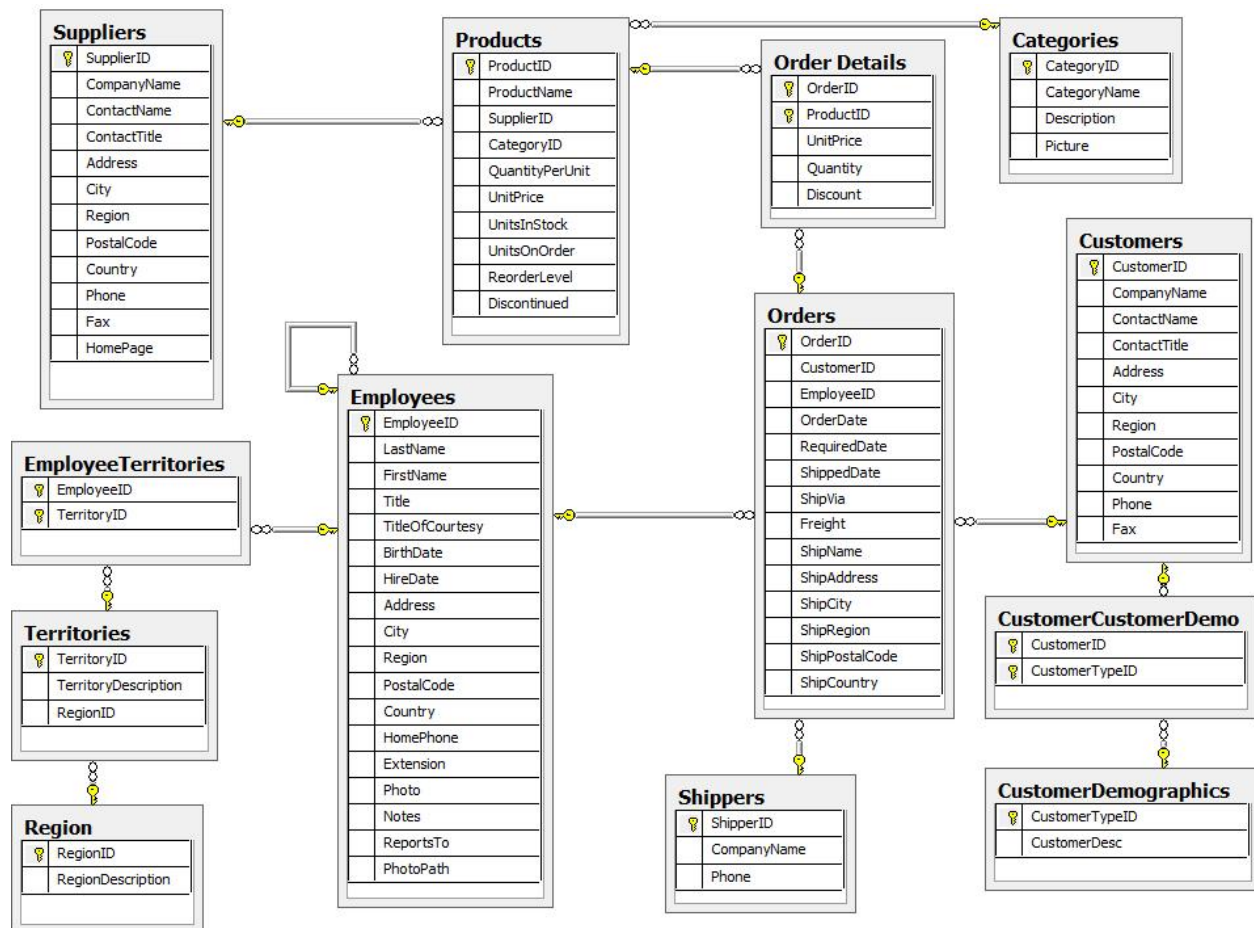 Suppliers
SupplierID
CompanyName
ContactName
ContactTitle
Address
City
Region
PostalCode
Country
Phone
Fax
HomePage
Products
ProductID
ProductName
SupplierID
CategoryID
QuantityPerUnit
UnitPrice
UnitsInStock
UnitsOnOrder
ReorderLevel
Discontinued
Order Details
OrderID
ProductID
UnitPrice
Quantity
Discount
Categories
CategoryID
CategoryName
Description
Picture
Customers
CustomerID
CompanyName
ContactName
ContactTitle
Address
City
Region
PostalCode
Country
Phone
Fax
Orders
OrderID
CustomerID
EmployeeID
OrderDate
RequiredDate
ShippedDate
ShipVia
Freight
ShipName
ShipAddress
ShipCity
ShipRegion
ShipPostalCode
ShipCountry
Employees
EmployeeID
LastName
FirstName
Title
TitleOfCourtesy
BirthDate
HireDate
Address
City
Region
PostalCode
Country
HomePhone
Extension
Photo
Notes
ReportsTo
PhotoPath
EmployeeTerritories
EmployeeID
TerritoryID
Territories
TerritoryID
TerritoryDescription
RegionID
Region
RegionID
RegionDescription
Shippers
ShipperID
CompanyName
Phone
CustomerCustomerDemo
CustomerID
CustomerTypeID
CustomerDemographics
CustomerTypeID
CustomerDesc